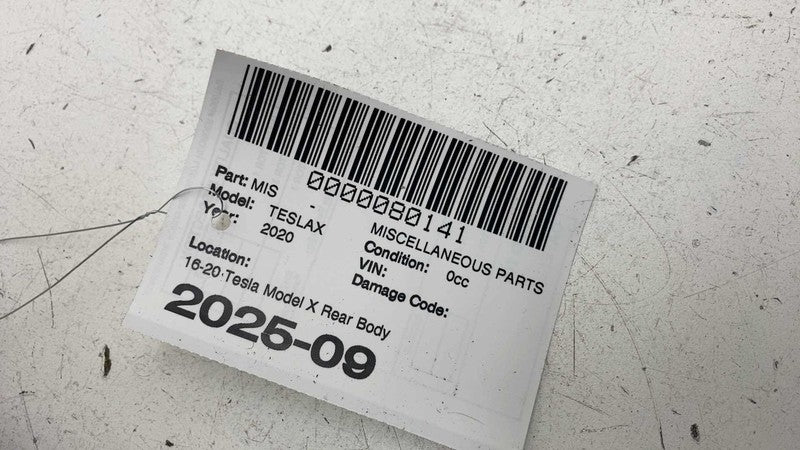 0000080141
Part: MIS - MISCELLANEOUS PARTS
Model: TESLAX Condition: 0cc
Year: 2020 VIN:
Damage Code:
Location:
16-20 Tesla Model X Rear Body
2025-09